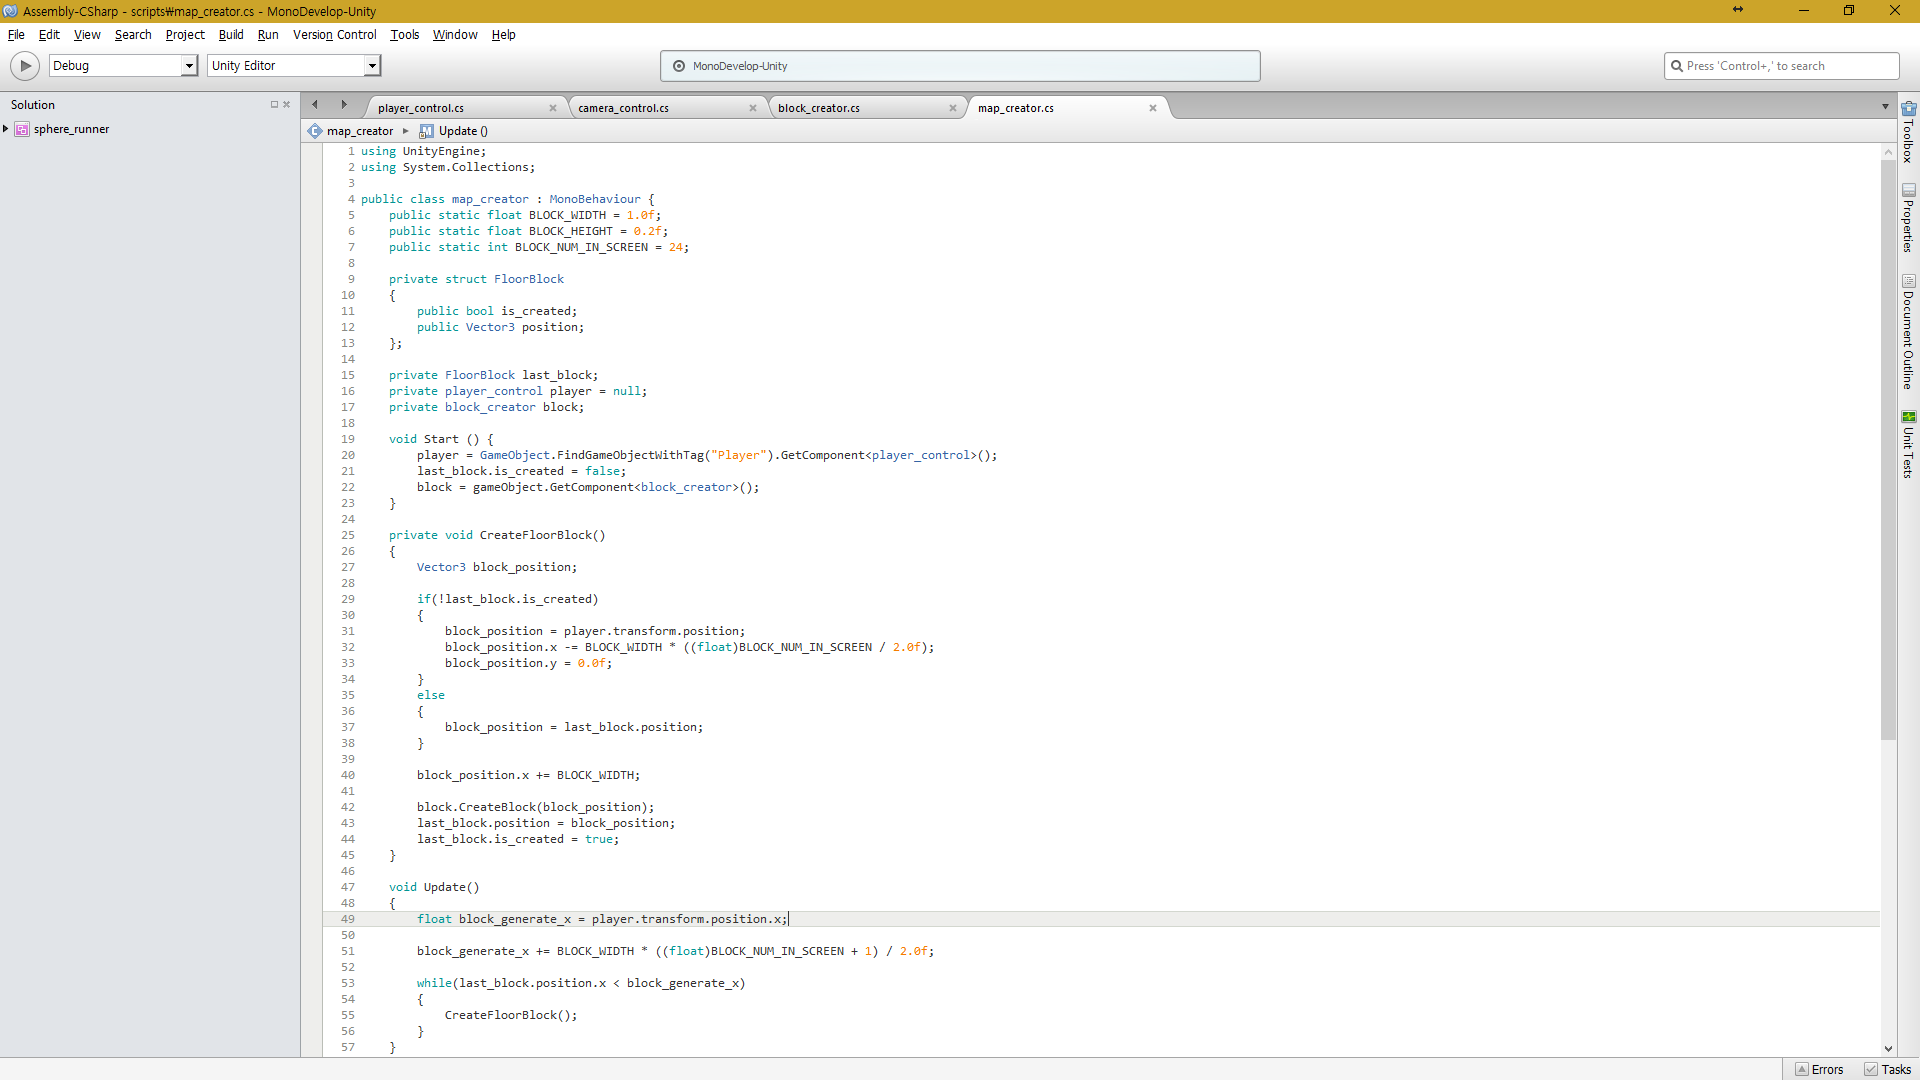 Assembly-CSharp - scripts₩map_creator.cs - MonoDevelop-Unity
File Edit View Search Project Build Run Version Control Tools Window Help
Debug Unity Editor MonoDevelop-Unity Press 'Control+,' to search
Solution
sphere_runner
player_control.cs camera_control.cs block_creator.cs map_creator.cs
map_creator Update ()
1 using UnityEngine;
2 using System.Collections;
3
4 public class map_creator : MonoBehaviour {
5 public static float BLOCK_WIDTH = 1.0f;
6 public static float BLOCK_HEIGHT = 0.2f;
7 public static int BLOCK_NUM_IN_SCREEN = 24;
8
9 private struct FloorBlock
10 {
11 public bool is_created;
12 public Vector3 position;
13 };
14
15 private FloorBlock last_block;
16 private player_control player = null;
17 private block_creator block;
18
19 void Start () {
20 player = GameObject.FindGameObjectWithTag("Player").GetComponent<player_control>();
21 last_block.is_created = false;
22 block = gameObject.GetComponent<block_creator>();
23 }
24
25 private void CreateFloorBlock()
26 {
27 Vector3 block_position;
28
29 if(!last_block.is_created)
30 {
31 block_position = player.transform.position;
32 block_position.x -= BLOCK_WIDTH * ((float)BLOCK_NUM_IN_SCREEN / 2.0f);
33 block_position.y = 0.0f;
34 }
35 else
36 {
37 block_position = last_block.position;
38 }
39
40 block_position.x += BLOCK_WIDTH;
41
42 block.CreateBlock(block_position);
43 last_block.position = block_position;
44 last_block.is_created = true;
45 }
46
47 void Update()
48 {
49 float block_generate_x = player.transform.position.x;
50
51 block_generate_x += BLOCK_WIDTH * ((float)BLOCK_NUM_IN_SCREEN + 1) / 2.0f;
52
53 while(last_block.position.x < block_generate_x)
54 {
55 CreateFloorBlock();
56 }
57 }
Toolbox
Properties
Document Outline
Unit Tests
Errors Tasks